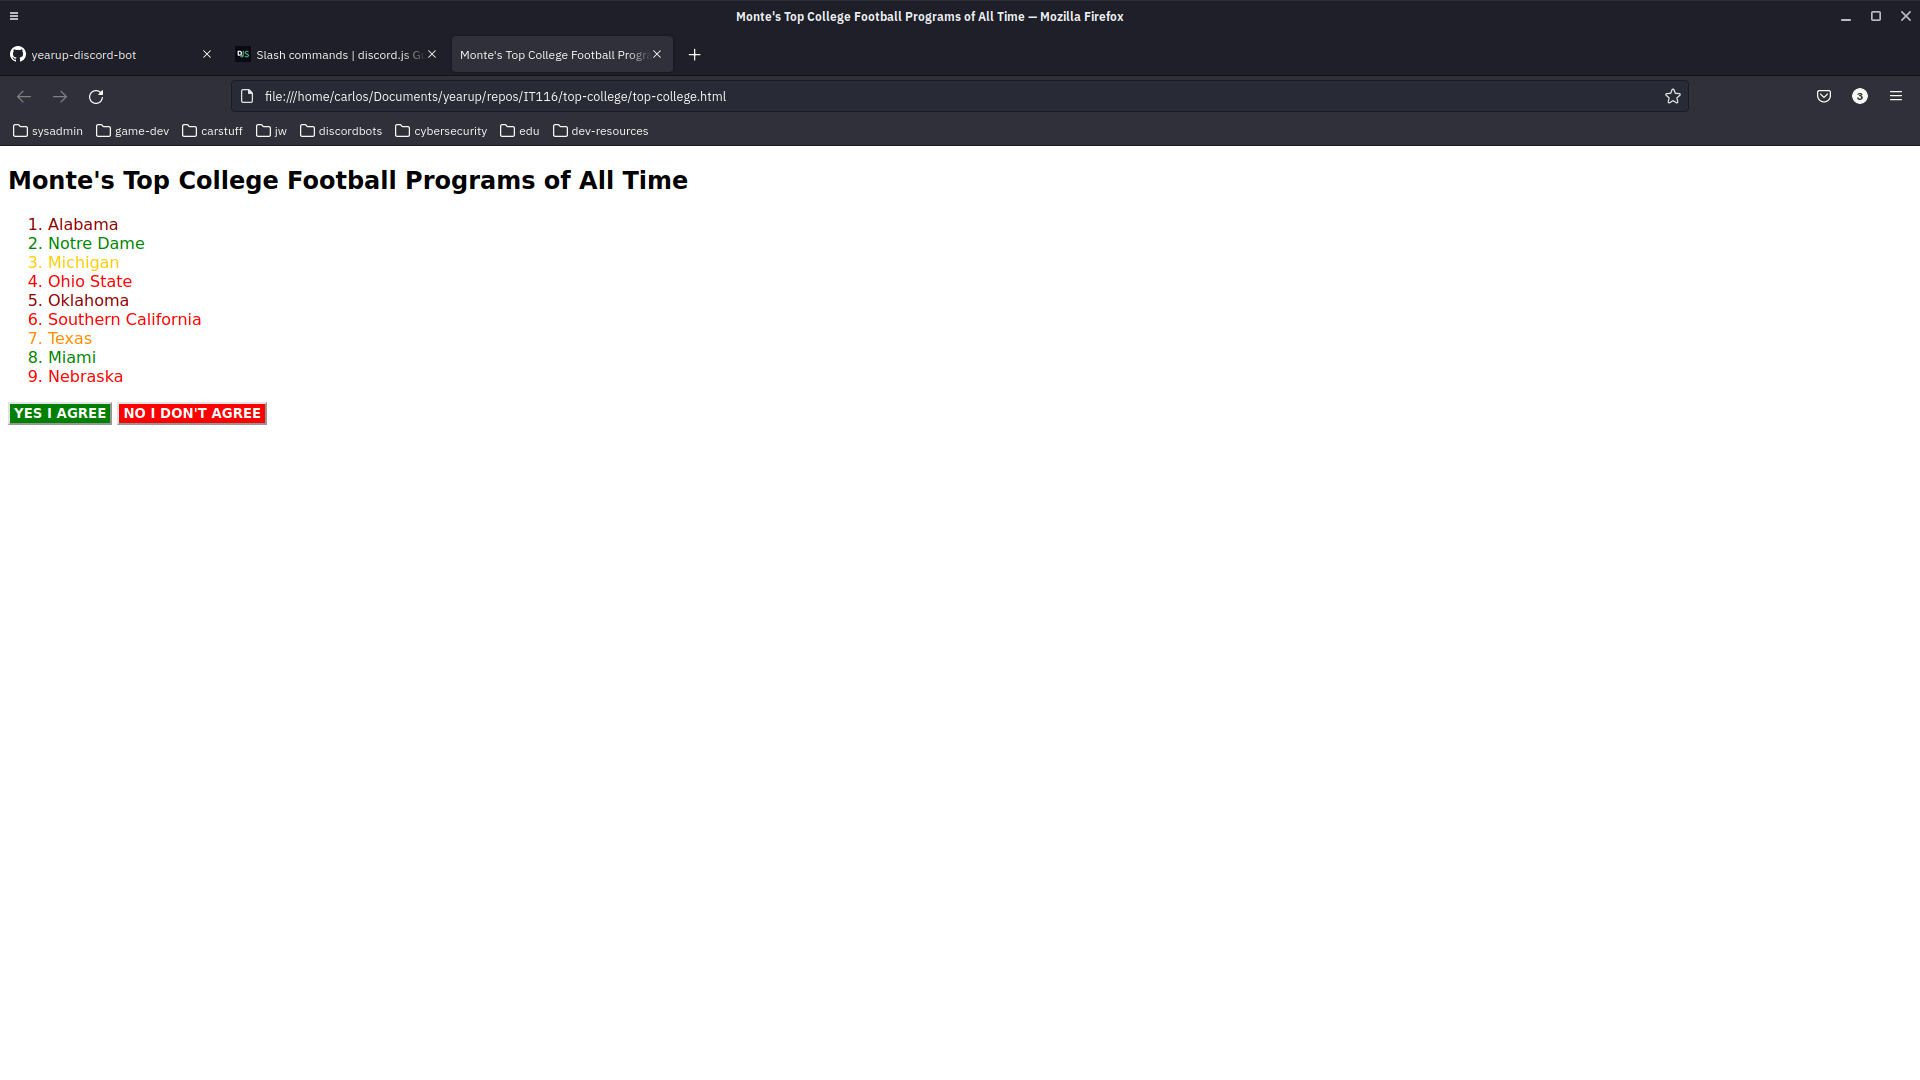 Monte's Top College Football Programs of All Time — Mozilla Firefox
yearup-discord-bot
Slash commands | discord.js
Monte's Top College Football Progr
file:///home/carlos/Documents/yearup/repos/IT116/top-college/top-college.html
3
sysadmin game-dev carstuff jw discordbots cybersecurity edu dev-resources
Monte's Top College Football Programs of All Time
1. Alabama
2. Notre Dame
3. Michigan
4. Ohio State
5. Oklahoma
6. Southern California
7. Texas
8. Miami
9. Nebraska
YES I AGREE NO I DON'T AGREE